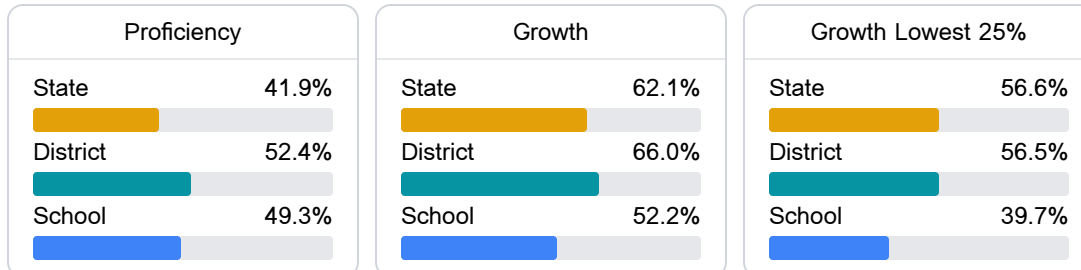 Proficiency
State 41.9%
District 52.4%
School 49.3%
Growth
State 62.1%
District 66.0%
School 52.2%
Growth Lowest 25%
State 56.6%
District 56.5%
School 39.7%